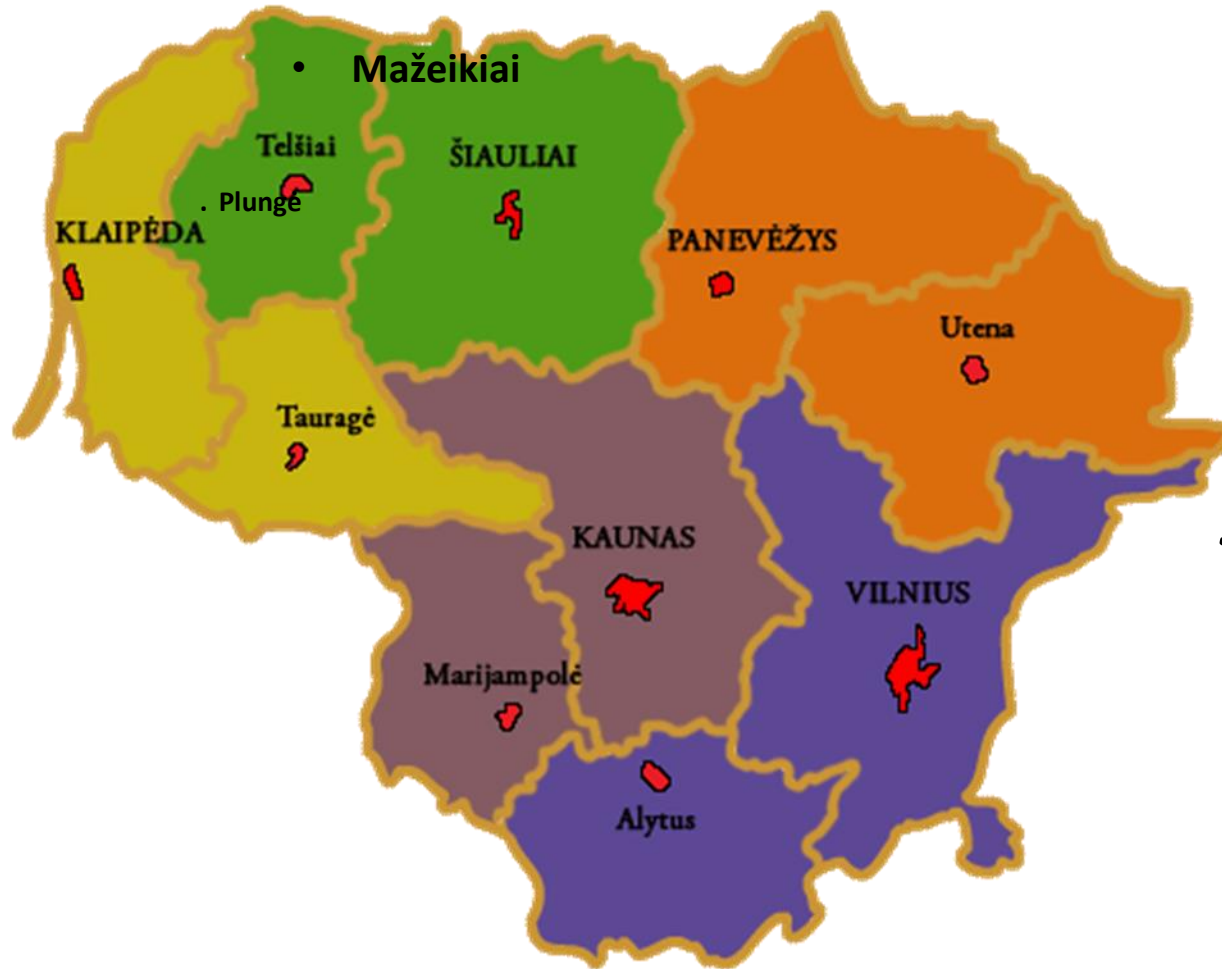 • Mažeikiai
Telšiai
ŠIAULIAI
. Plungė
KLAIPĖDA
PANEVĖŽYS
Utena
Tauragė
KAUNAS
VILNIUS
Marijampolė
Alytus